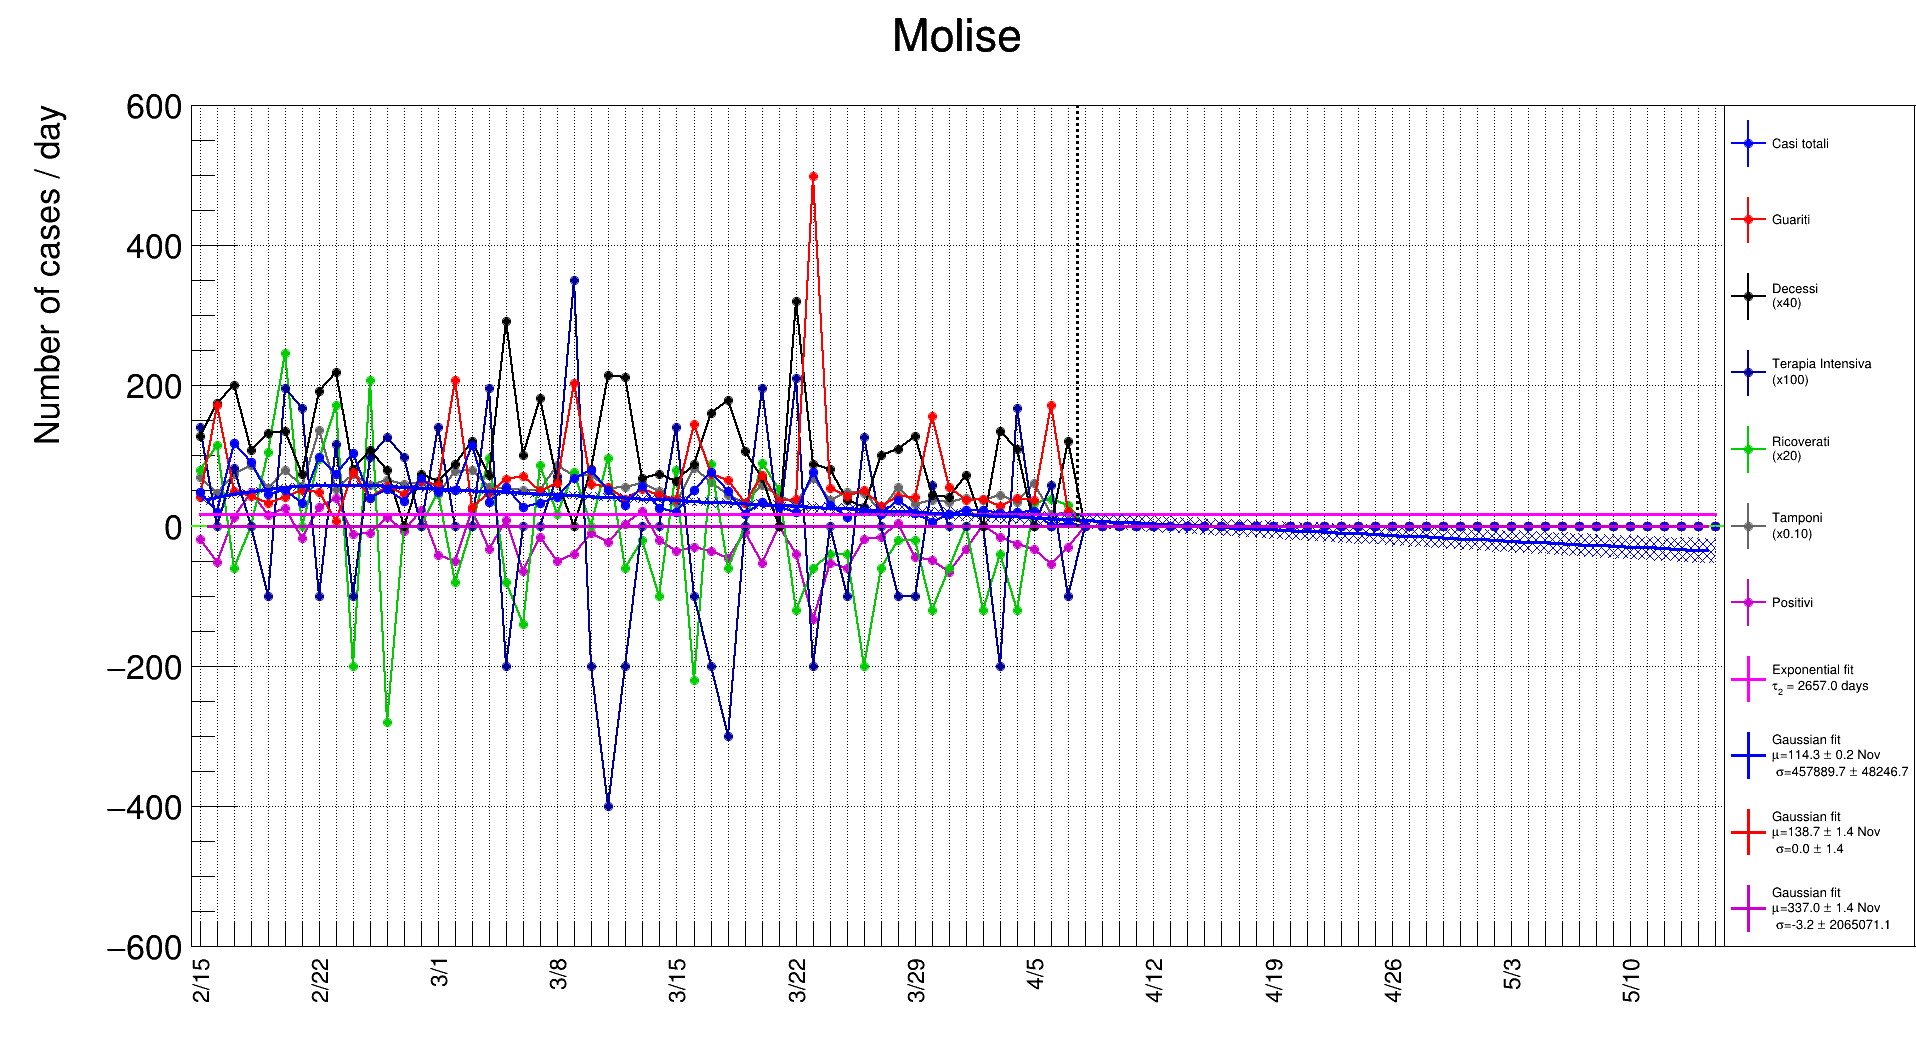 Molise
Number of cases / day
600
400
200
0
−200
−400
−600
2/15
2/22
3/1
3/8
3/15
3/22
3/29
4/5
4/12
4/19
4/26
5/3
5/10
Casi totali
Guariti
Decessi
(x40)
Terapia Intensiva
(x100)
Ricoverati
(x20)
Tamponi
(x0.10)
Positivi
Exponential fit
τ2 = 2657.0 days
Gaussian fit
μ=114.3 ± 0.2 Nov
σ=457889.7 ± 48246.7
Gaussian fit
μ=138.7 ± 1.4 Nov
σ=0.0 ± 1.4
Gaussian fit
μ=337.0 ± 1.4 Nov
σ=-3.2 ± 2065071.1